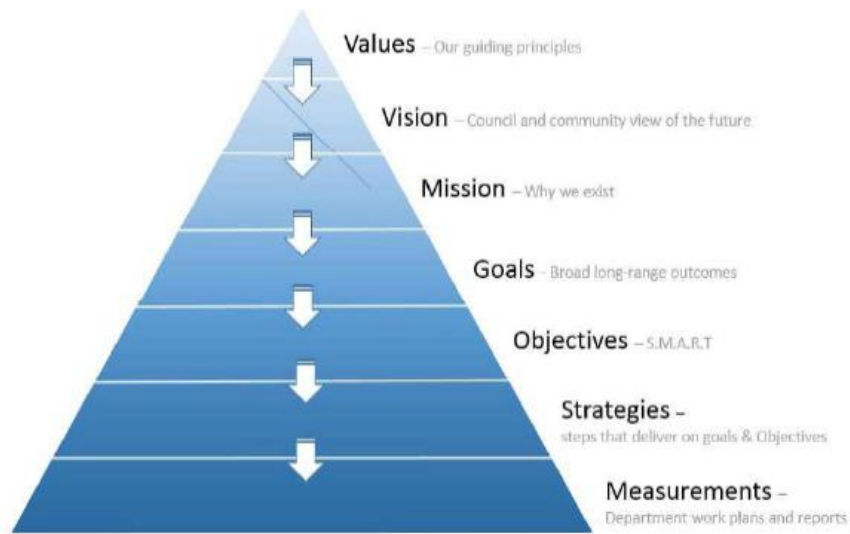 Values – Our guiding principles
Vision – Council and community view of the future
Mission – Why we exist
Goals - Broad long-range outcomes
Objectives – S.M.A.R.T
Strategies –
steps that deliver on goals & Objectives
Measurements –
Department work plans and reports